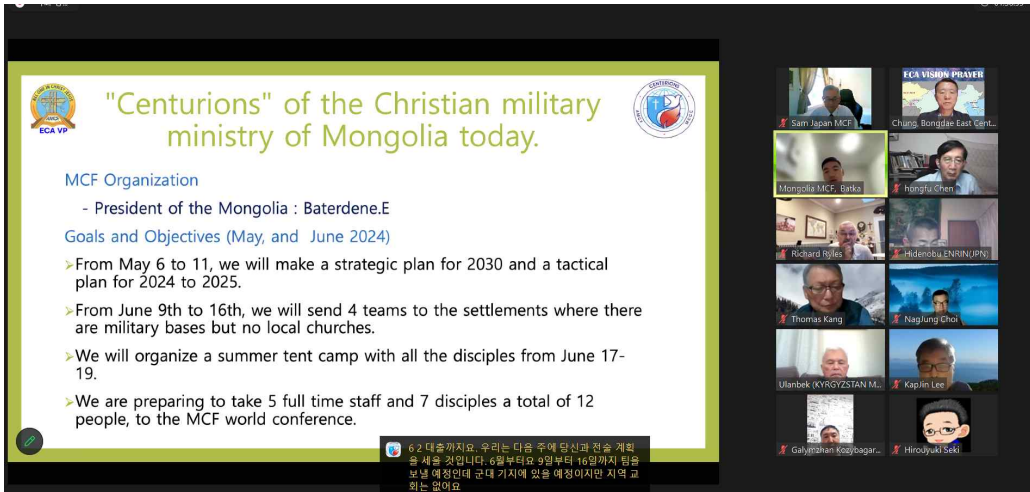 "Centurions" of the Christian military
ministry of Mongolia today.
ECA VP
MCF Organization
- President of the Mongolia : Baterdene.E
Goals and Objectives (May, and June 2024)
➢From May 6 to 11, we will make a strategic plan for 2030 and a tactical
plan for 2024 to 2025.
➢From June 9th to 16th, we will send 4 teams to the settlements where there
are military bases but no local churches.
➢We will organize a summer tent camp with all the disciples from June 17-
19.
➢We are preparing to take 5 full time staff and 7 disciples a total of 12
people, to the MCF world conference.
6 2 대출까지요. 우리는 다음 주에 당신과 전술 계획
을 세울 것입니다. 6월부터요 9일부터 16일까지 팀을
보낼 예정인데 군대 기지에 있을 예정이지만 지역 교
회는 없어요
ECA VISION PRAYER
Sam Japan MCF
Chung, Bongdae East Cent...
Mongolia MCF, Batka
hongfu Chen
Richard Ryles
Hidenobu ENRIN(JPN)
Thomas Kang
NagJung Choi
Ulanbek (KYRGYZSTAN M...
KapJin Lee
Galymzhan Kozybagar...
Hirouyuki Seki